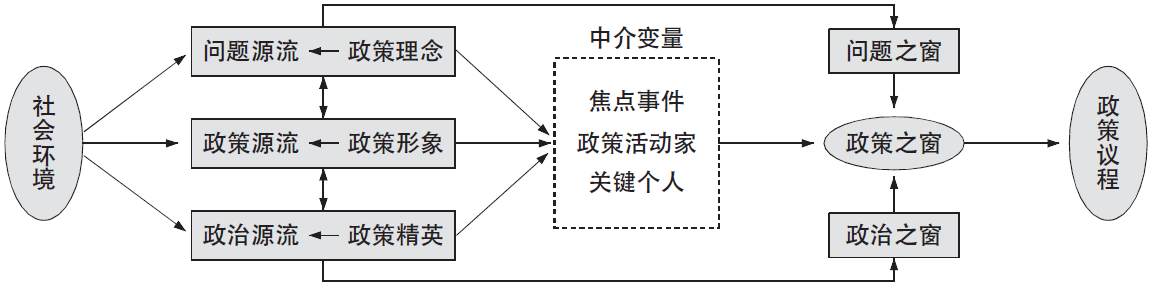 社会环境
问题源流
政策理念
政策源流
政策形象
政治源流
政策精英
中介变量
焦点事件
政策活动家
关键个人
问题之窗
政策之窗
政治之窗
政策议程